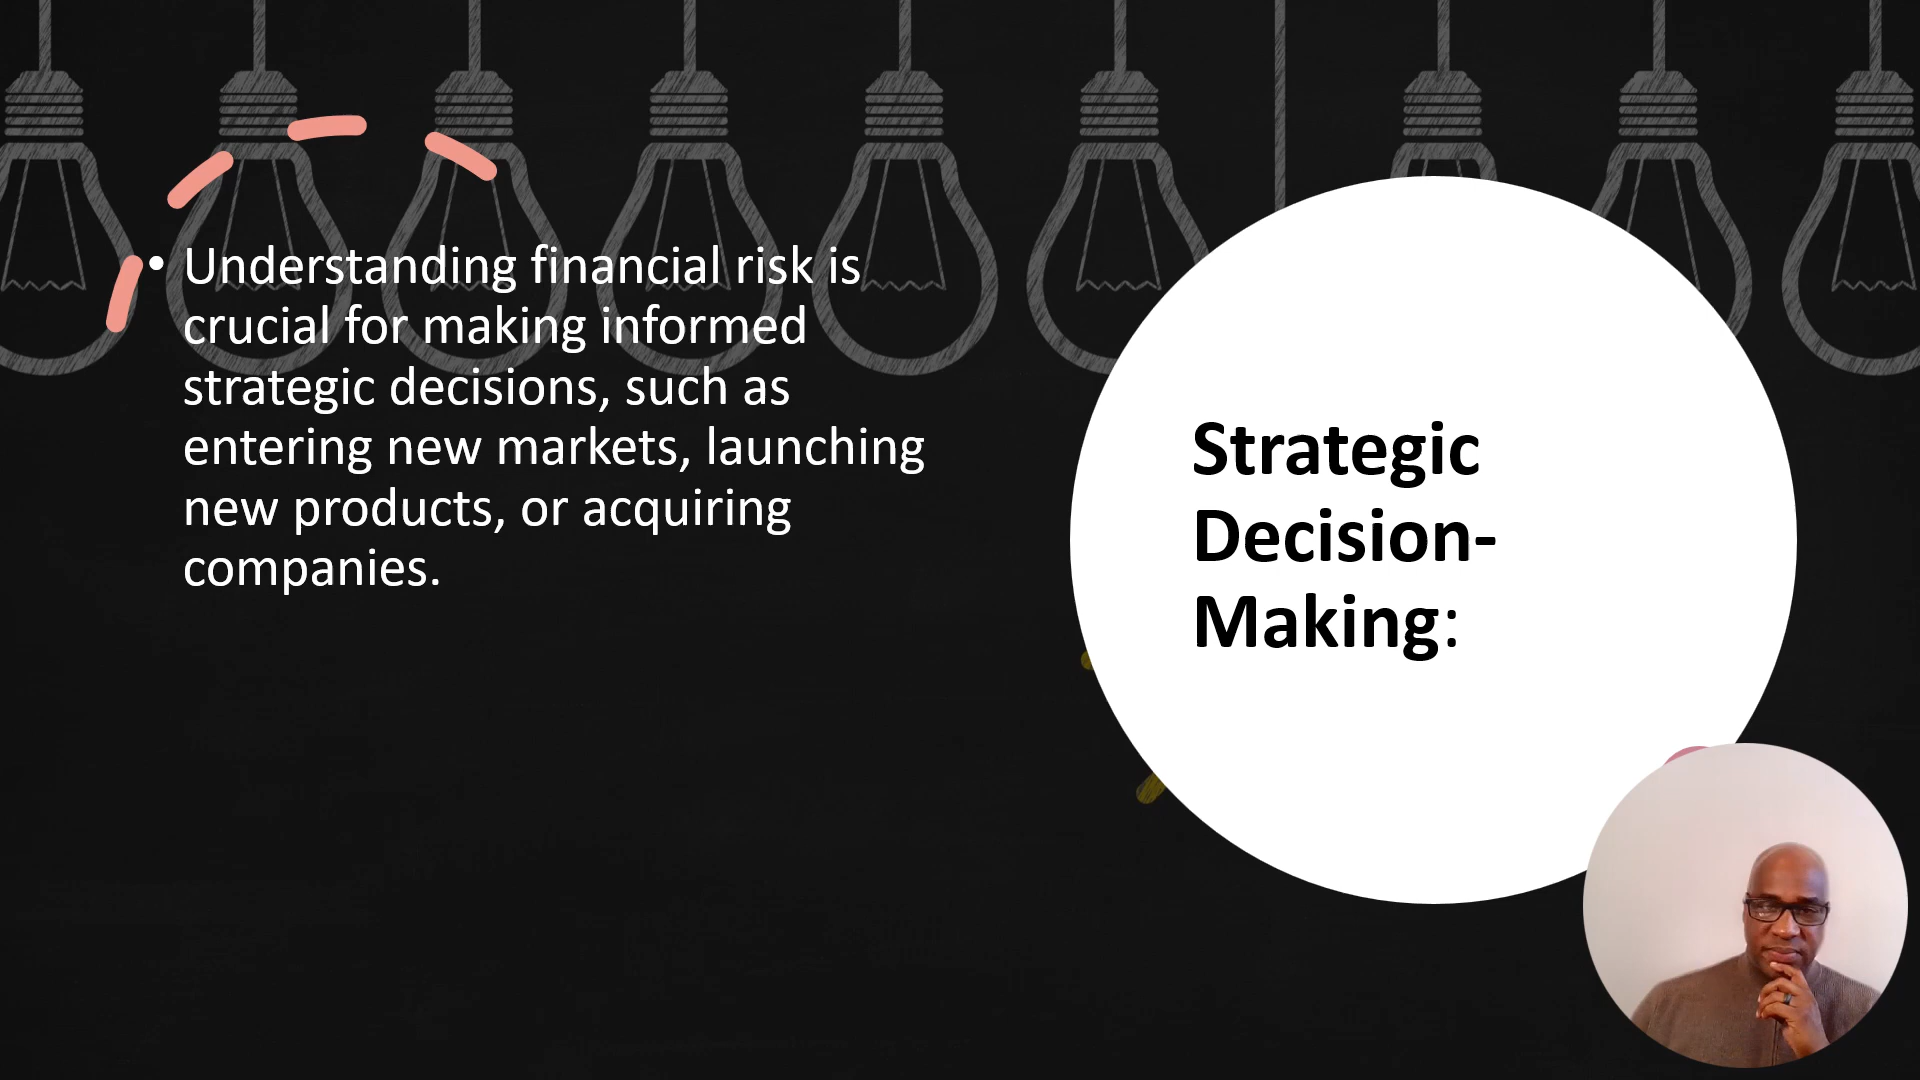 • Understanding financial risk is
crucial for making informed
strategic decisions, such as
entering new markets, launching
new products, or acquiring
companies.
Strategic
Decision-
Making: